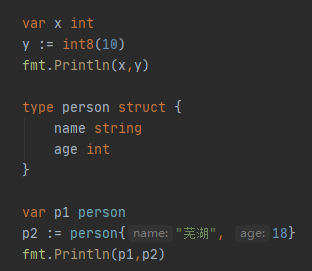 var x int
y := int8(10)
fmt.Println(x,y)
type person struct {
name string
age int
}
var p1 person
p2 := person{name:"芜湖", age:18}
fmt.Println(p1,p2)